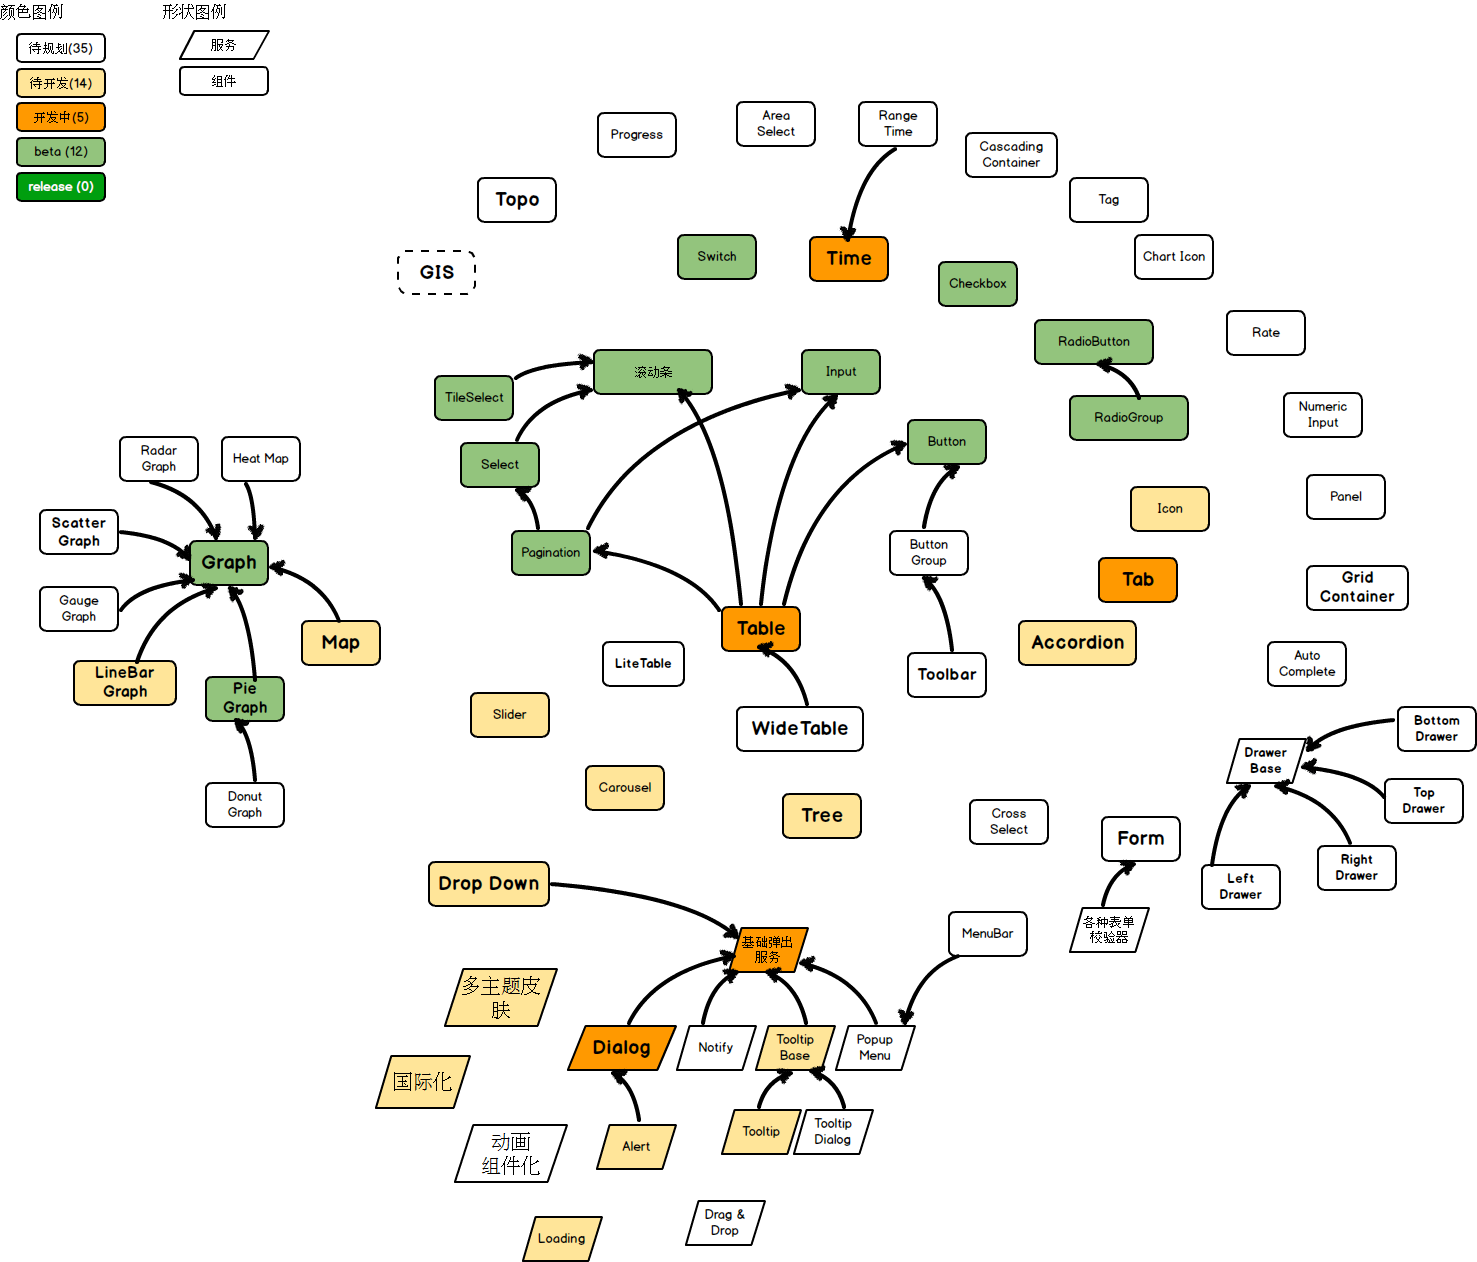 颜色图例
形状图例
待规划(35)
待开发(14)
开发中(5)
beta (12)
release (0)
服务
组件
Progress
Area
Select
Range
Time
Cascading
Container
Topo
Tag
GIS
Switch
Time
Chart Icon
Checkbox
Rate
RadioButton
TileSelect
滚动条
Input
RadioGroup
Numeric
Input
Radar
Graph
Heat Map
Select
Button
Panel
Scatter
Graph
Icon
Graph
Pagination
Button
Group
Tab
Grid
Container
Gauge
Graph
Map
Table
Accordion
LiteTable
Toolbar
Auto
Complete
LineBar
Graph
Pie
Graph
Slider
WideTable
Bottom
Drawer
Drawer
Base
Donut
Graph
Carousel
Tree
Cross
Select
Form
Top
Drawer
Right
Drawer
Left
Drawer
Drop Down
各种表单
校验器
MenuBar
基础弹出
服务
多主题皮
肤
Dialog
Notify
Tooltip
Base
Popup
Menu
国际化
动画
组件化
Alert
Tooltip
Tooltip
Dialog
Loading
Drag &
Drop